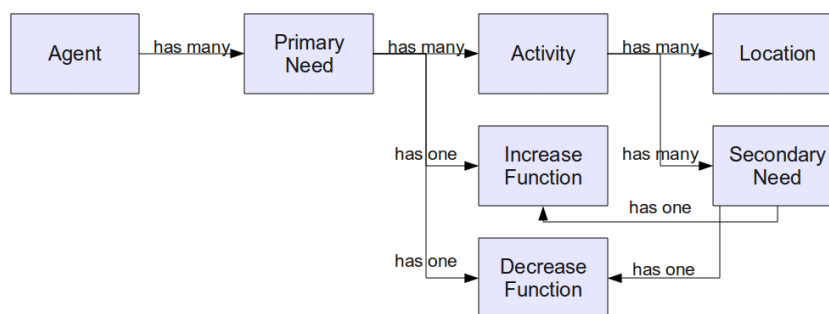 Agent
has many
Primary
Need
has many
Activity
has many
Location
has one
Increase
Function
has many
Secondary
Need
has one
has one
Decrease
Function
has one